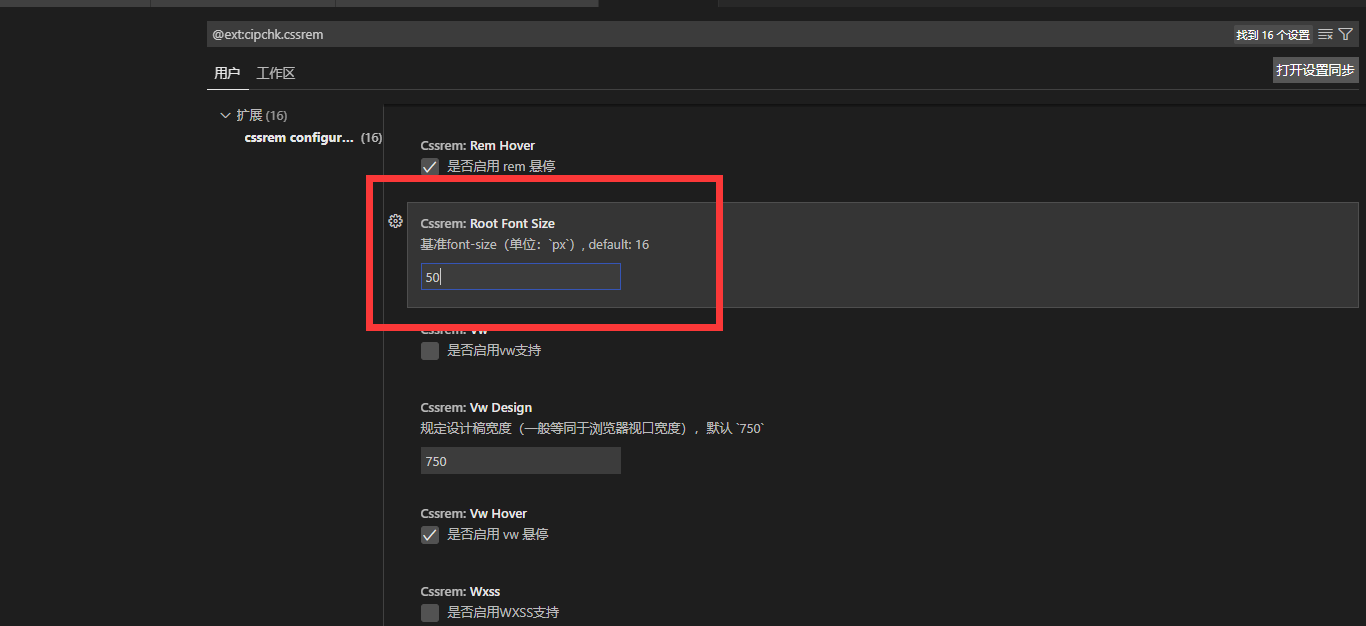 @ext:cipchk.cssrem
找到 16 个设置
用户
工作区
打开设置同步
扩展 (16)
cssrem configur... (16)
Cssrem: Rem Hover
是否启用 rem 悬停
Cssrem: Root Font Size
基准font-size（单位：`px`）, default: 16
50
Cssrem: Vw
是否启用vw支持
Cssrem: Vw Design
规定设计稿宽度（一般等同于浏览器视口宽度），默认 `750`
750
Cssrem: Vw Hover
是否启用 vw 悬停
Cssrem: Wxss
是否启用WXSS支持